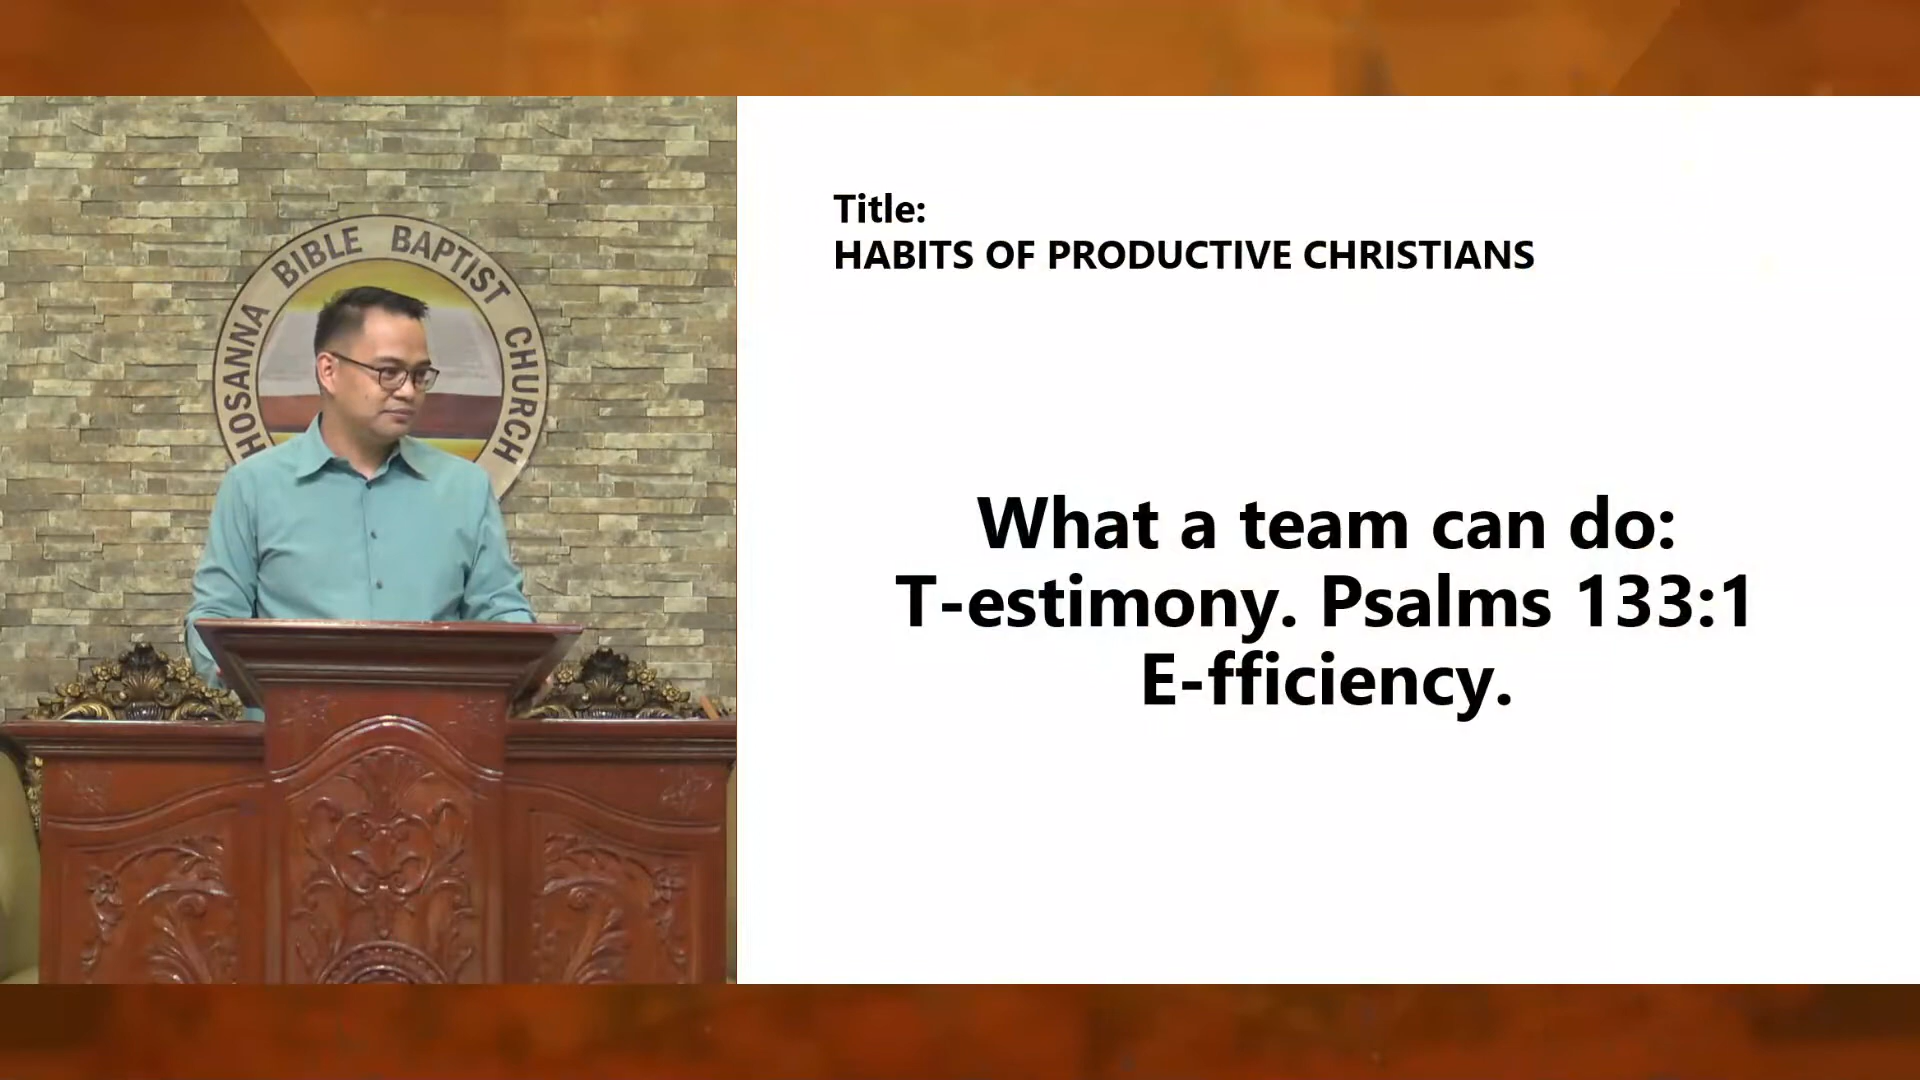 HOSANNA BIBLE BAPTIST CHURCH
Title:
HABITS OF PRODUCTIVE CHRISTIANS
What a team can do:
T-estimony. Psalms 133:1
E-fficiency.